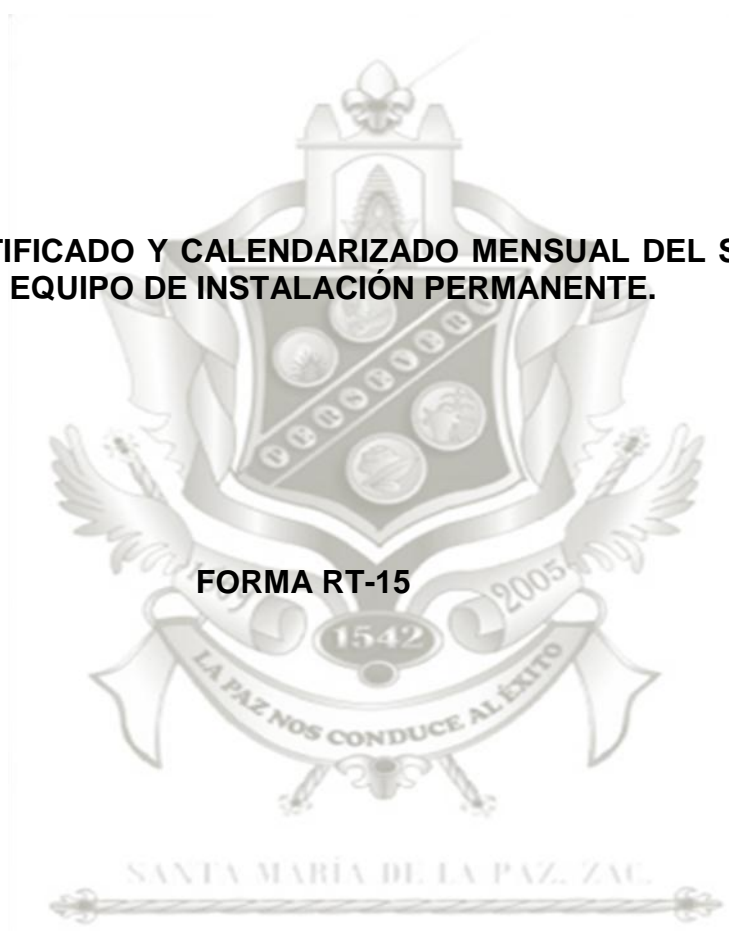 TIFICADO Y CALENDARIZADO MENSUAL DEL S
EQUIPO DE INSTALACIÓN PERMANENTE.
PERSEVERA
FORMA RT-15
2005
1542
LA PAZ NOS CONDUCE AL ÉXITO
SANTA MARÍA DE LA PAZ, ZAC.